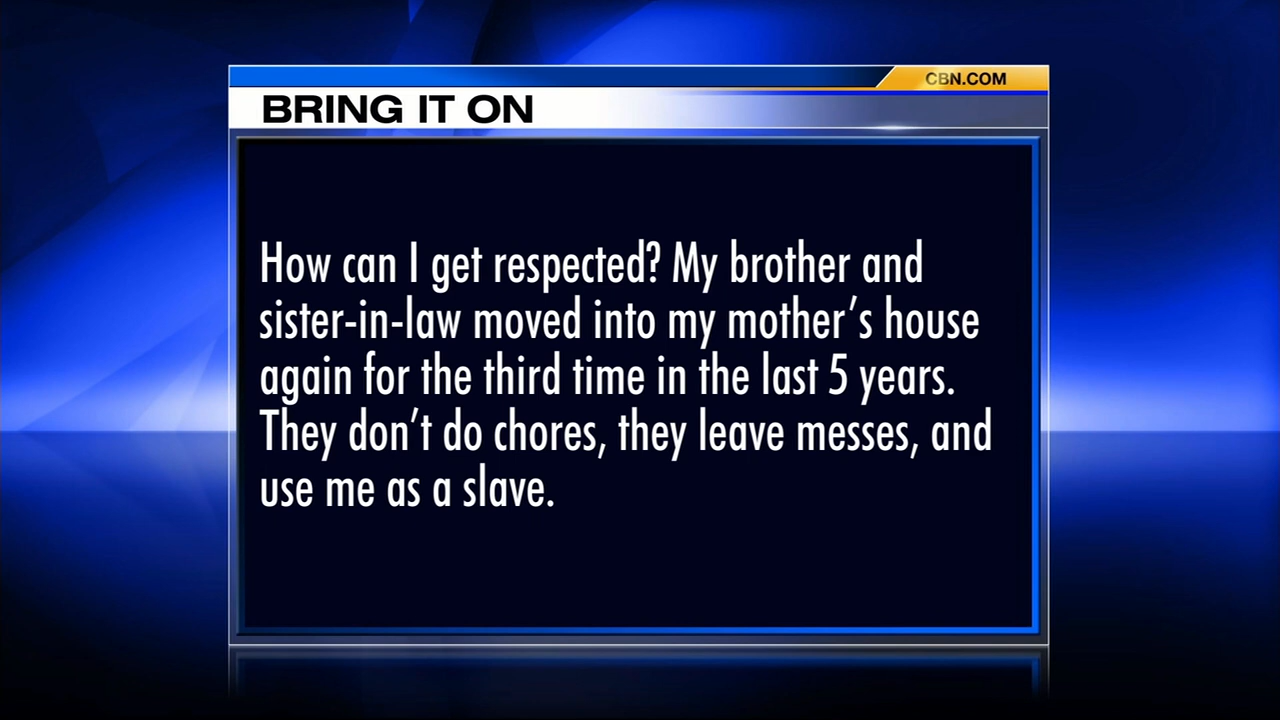 CBN.COM
BRING IT ON
How can I get respected? My brother and
sister-in-law moved into my mother’s house
again for the third time in the last 5 years.
They don’t do chores, they leave messes, and
use me as a slave.